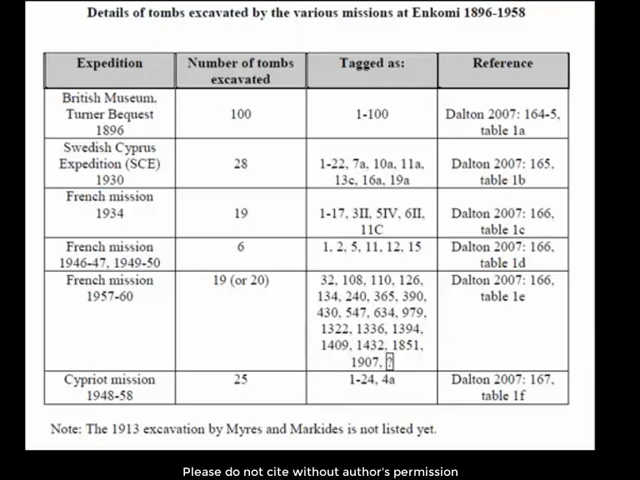 Details of tombs excavated by the various missions at Enkomi 1896-1958
Expedition Number of tombs excavated Tagged as: Reference
British Museum, Turner Bequest 1896 100 1-100 Dalton 2007: 164-5, table 1a
Swedish Cyprus Expedition (SCE) 1930 28 1-22, 7a, 10a, 11a, 13c, 16a, 19a Dalton 2007: 165, table 1b
French mission 1934 19 1-17, 3II, 5IV, 6II, 11C Dalton 2007: 166, table 1c
French mission 1946-47, 1949-50 6 1, 2, 5, 11, 12, 15 Dalton 2007: 166, table 1d
French mission 1957-60 19 (or 20) 32, 108, 110, 126, 134, 240, 365, 390, 430, 547, 634, 979, 1322, 1336, 1394, 1409, 1432, 1851, 1907, ? Dalton 2007: 166, table 1e
Cypriot mission 1948-58 25 1-24, 4a Dalton 2007: 167, table 1f
Note: The 1913 excavation by Myres and Markides is not listed yet.
Please do not cite without author's permission